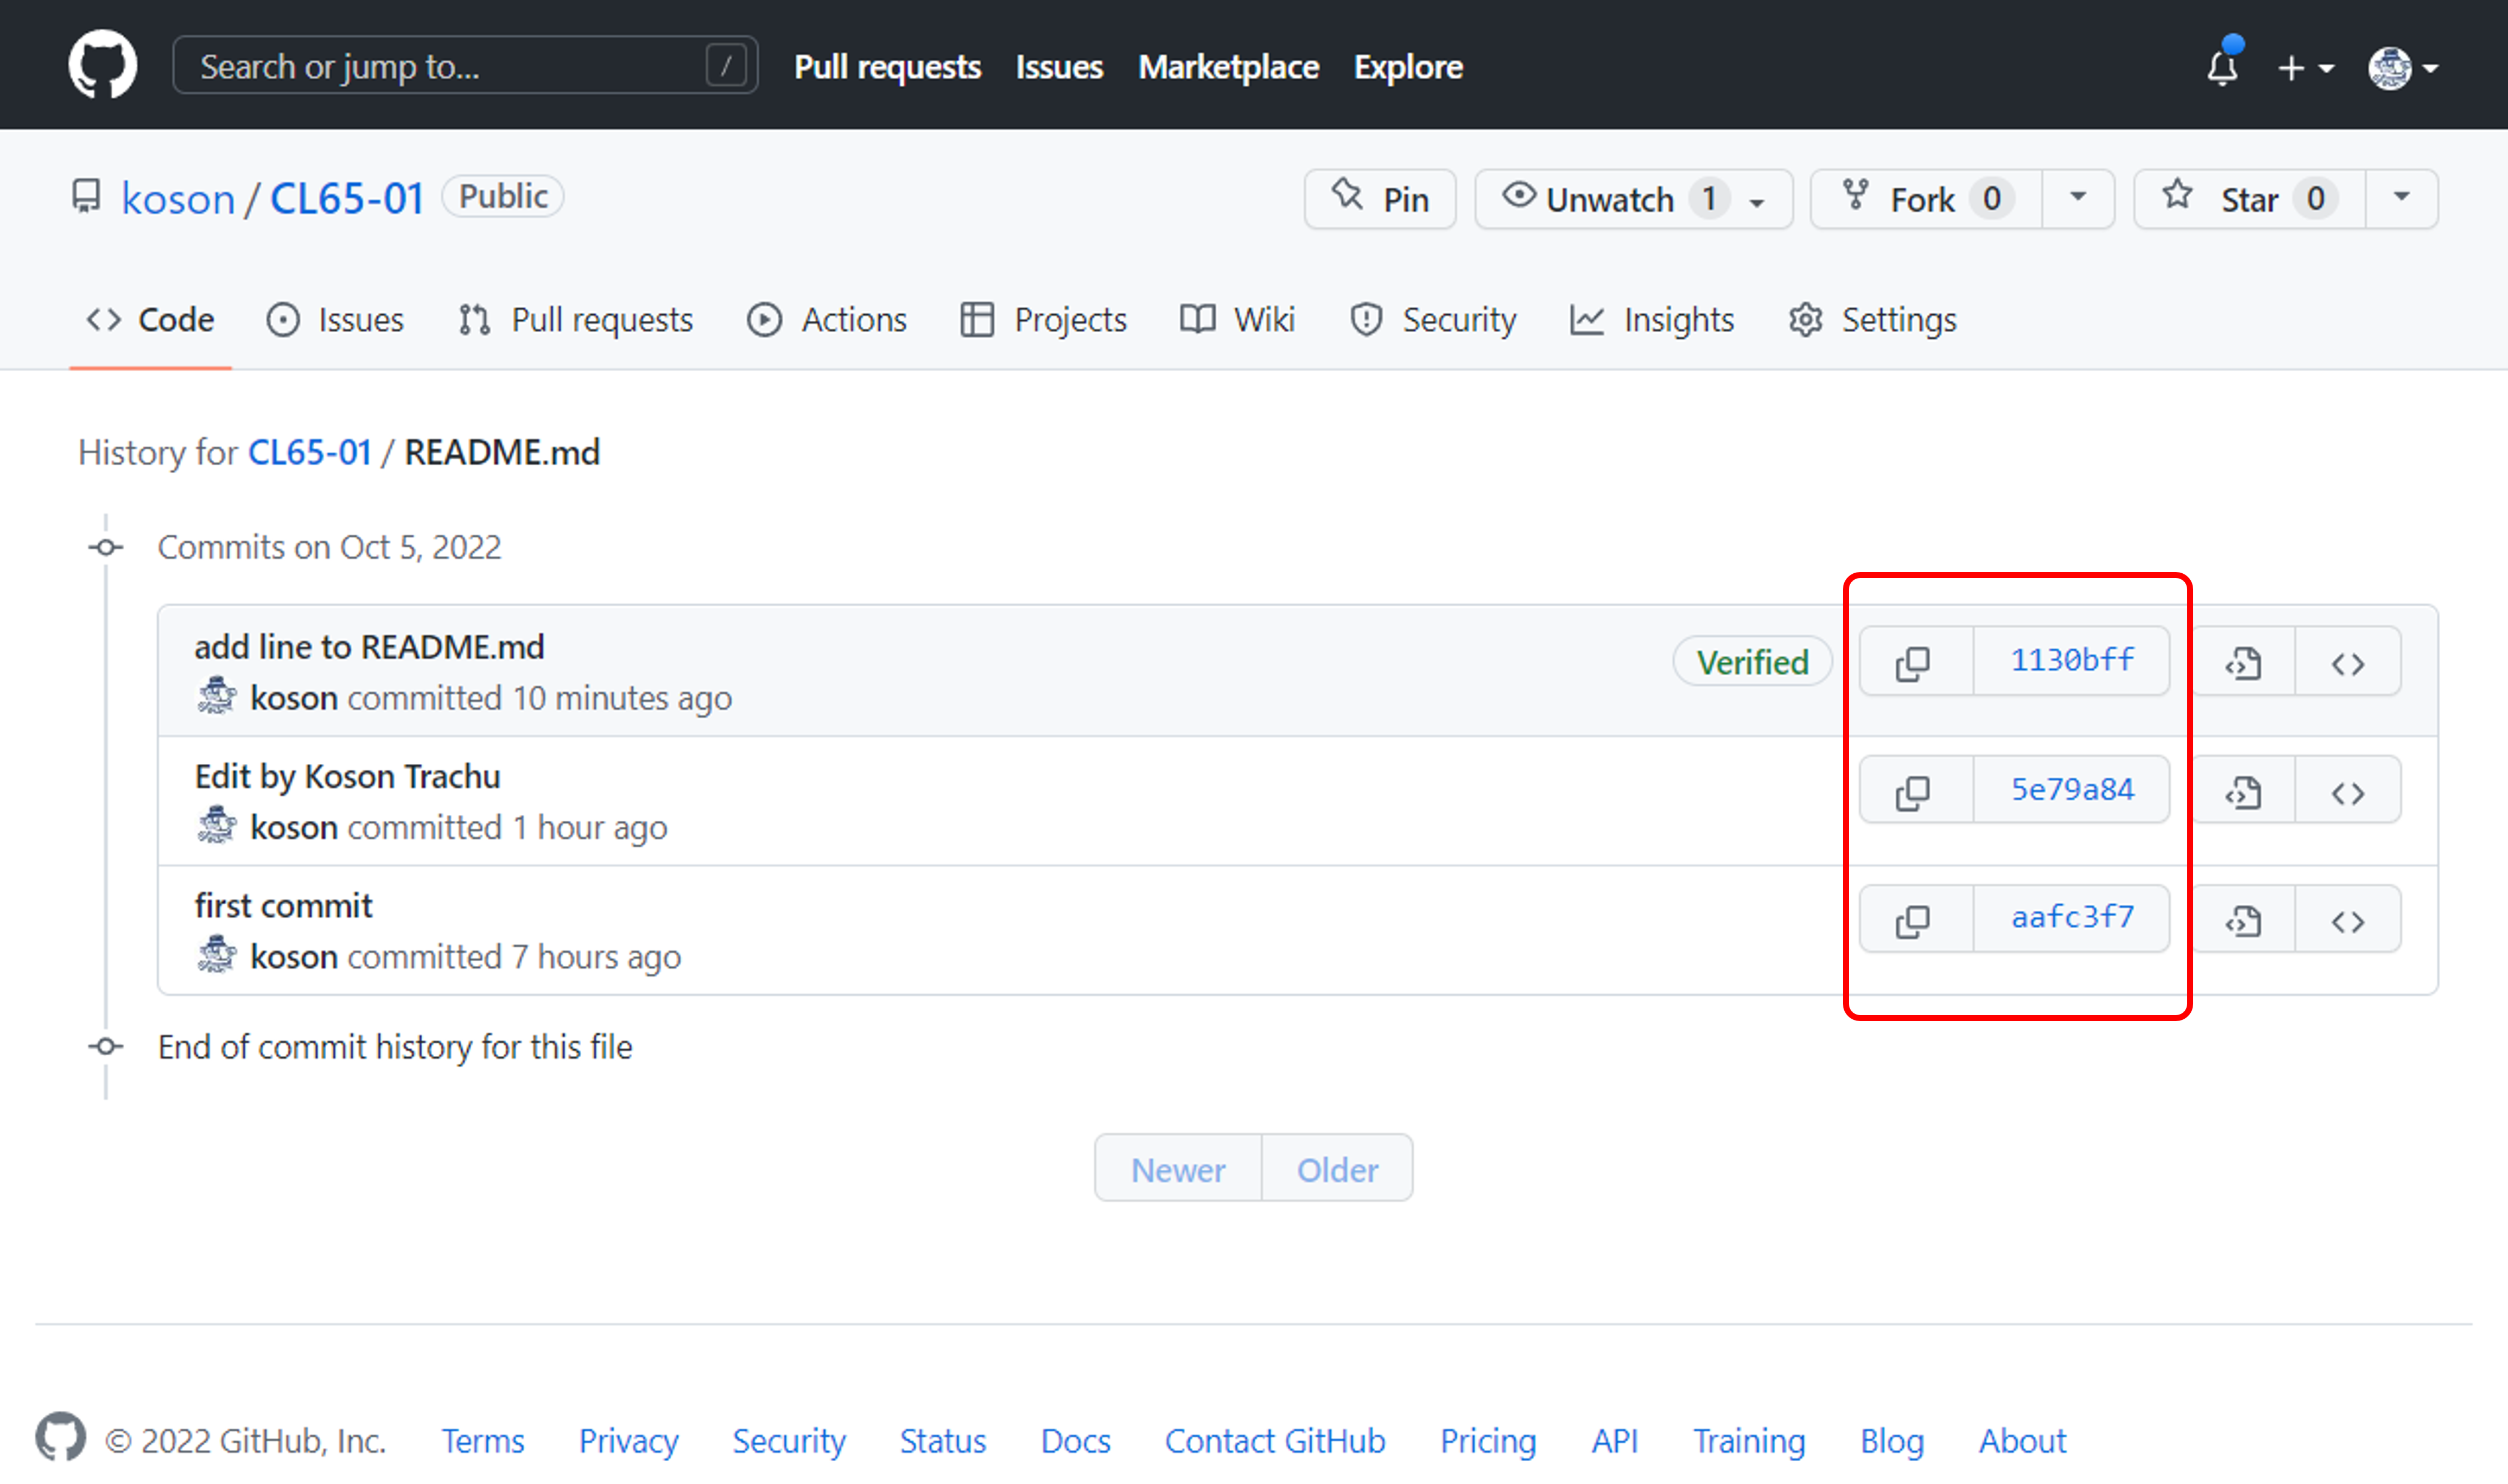 Search or jump to... / Pull requests Issues Marketplace Explore
koson / CL65-01 Public Pin Unwatch 1 Fork 0 Star 0
Code Issues Pull requests Actions Projects Wiki Security Insights Settings
History for CL65-01 / README.md
Commits on Oct 5, 2022
add line to README.md
koson committed 10 minutes ago
Verified 1130bff
Edit by Koson Trachu
koson committed 1 hour ago
5e79a84
first commit
koson committed 7 hours ago
aafc3f7
End of commit history for this file
Newer Older
© 2022 GitHub, Inc. Terms Privacy Security Status Docs Contact GitHub Pricing API Training Blog About